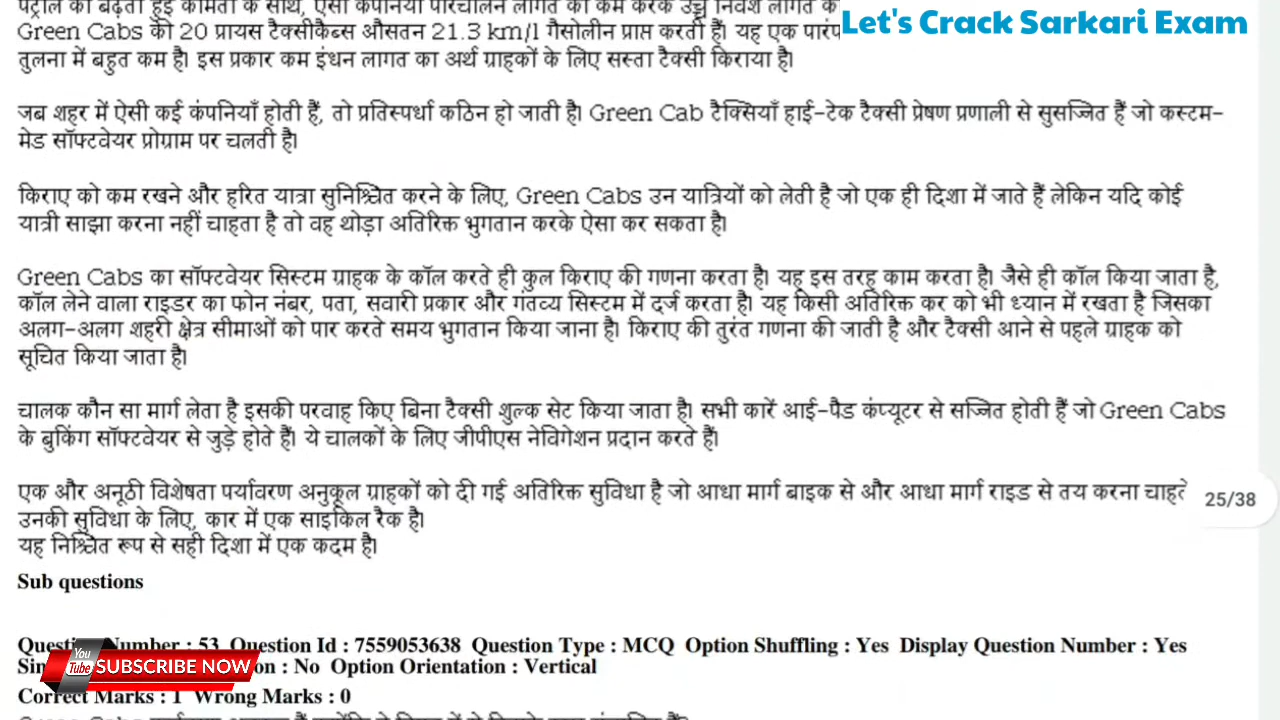 पेट्रोल की बढ़ती हुई कीमतों के साथ, ऐसी कंपनियां परिचालन लागत को कम करके उच्च निवेश लागत
Let's Crack Sarkari Exam
Green Cabs की 20 प्रायस टैक्सीकैब्स औसतन 21.3 km/l गैसोलीन प्राप्त करती हैं। यह एक
तुलना में बहुत कम है। इस प्रकार कम इंधन लागत का अर्थ ग्राहकों के लिए सस्ता टैक्सी किराया है।
जब शहर में ऐसी कई कंपनियाँ होती हैं, तो प्रतिस्पर्धा कठिन हो जाती है। Green Cab टैक्सियाँ हाई-टेक टैक्सी प्रेषण प्रणाली से सुसज्जित हैं जो कस्टम-
मेड सॉफ्टवेयर प्रोग्राम पर चलती है।
किराए को कम रखने और हरित यात्रा सुनिश्चित करने के लिए, Green Cabs उन यात्रियों को लेती है जो एक ही दिशा में जाते हैं लेकिन यदि कोई
यात्री साझा करना नहीं चाहता है तो वह थोड़ा अतिरिक्त भुगतान करके ऐसा कर सकता है।
Green Cabs का सॉफ्टवेयर सिस्टम ग्राहक के कॉल करते ही कुल किराए की गणना करता है। यह इस तरह काम करता है। जैसे ही कॉल किया जाता है,
कॉल लेने वाला राइडर का फोन नंबर, पता, सवारी प्रकार और गंतव्य सिस्टम में दर्ज करता है। यह किसी अतिरिक्त कर को भी ध्यान में रखता है जिसका
अलग-अलग शहरी क्षेत्र सीमाओं को पार करते समय भुगतान किया जाना है। किराए की तुरंत गणना की जाती है और टैक्सी आने से पहले ग्राहक को
सूचित किया जाता है।
चालक कौन सा मार्ग लेता है इसकी परवाह किए बिना टैक्सी शुल्क सेट किया जाता है। सभी कारें आई-पैड कंप्यूटर से सज्जित होती हैं जो Green Cabs
के बुकिंग सॉफ्टवेयर से जुड़े होते हैं। ये चालकों के लिए जीपीएस नेविगेशन प्रदान करते हैं।
एक और अनूठी विशेषता पर्यावरण अनुकूल ग्राहकों को दी गई अतिरिक्त सुविधा है जो आधा मार्ग बाइक से और आधा मार्ग राइड से तय करना
25/38
उनकी सुविधा के लिए, कार में एक साइकिल रैक है।
यह निश्चित रूप से सही दिशा में एक कदम है।
Sub questions
Number : 53 Question Id : 7559053638 Question Type : MCQ Option Shuffling : Yes Display Question Number : Yes
: No Option Orientation : Vertical
You Tube SUBSCRIBE NOW
Correct Marks : 1 Wrong Marks : 0